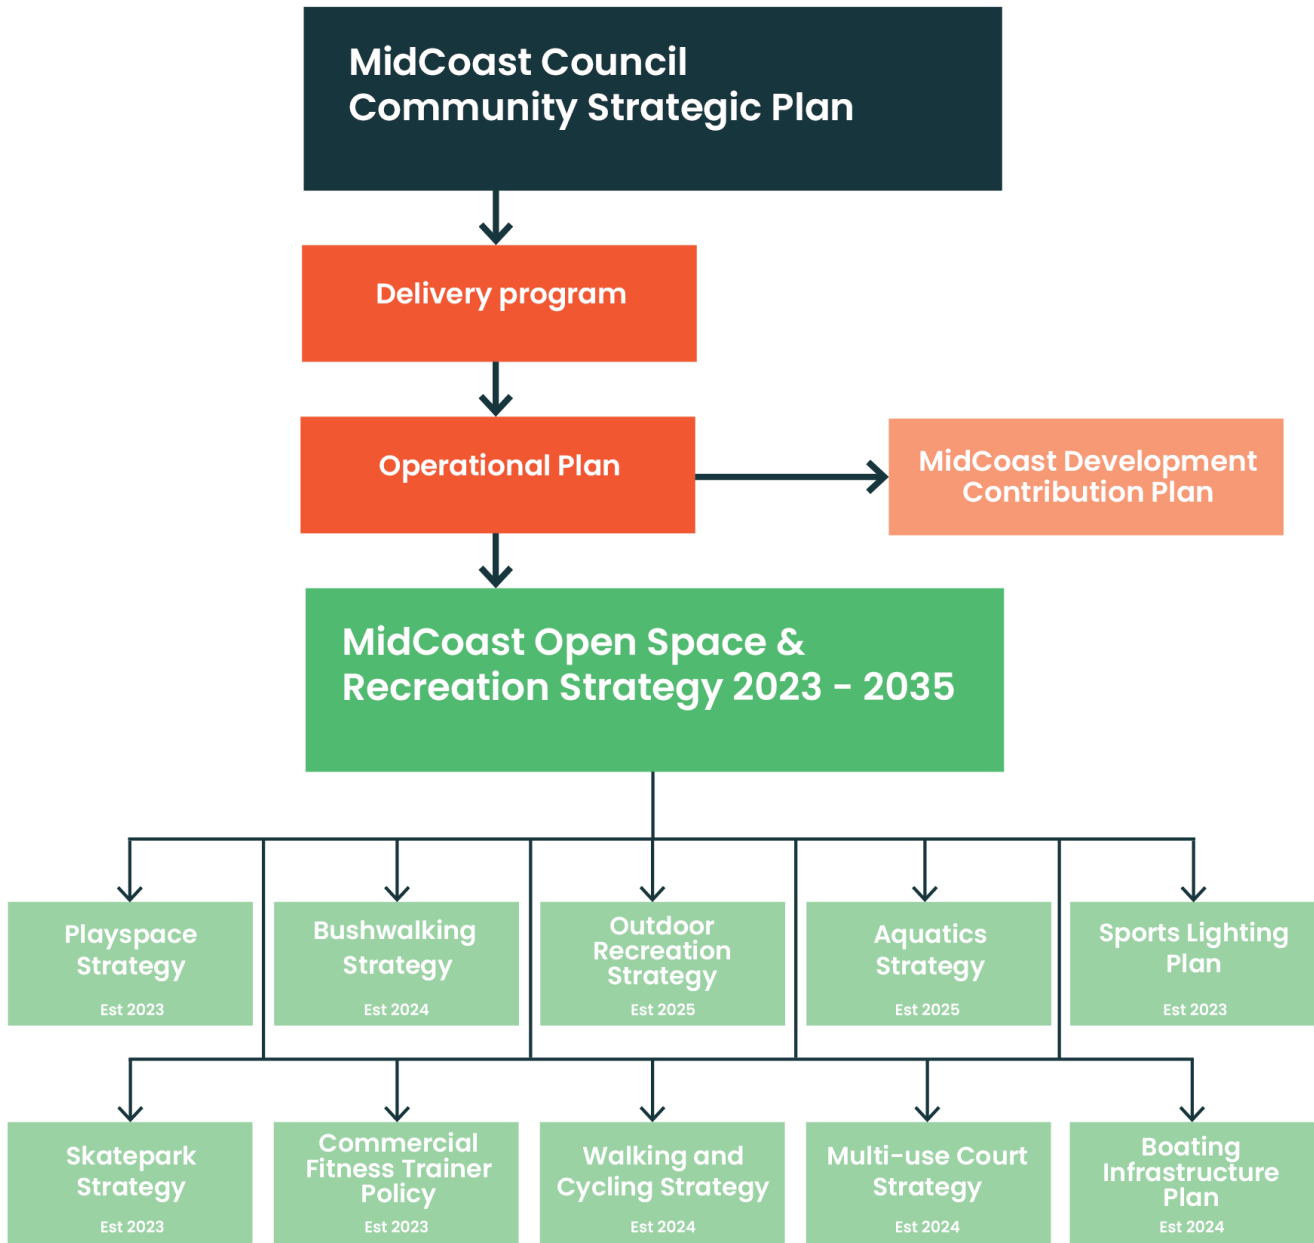 MidCoast Council
Community Strategic Plan
Delivery program
Operational Plan
MidCoast Development
Contribution Plan
MidCoast Open Space &
Recreation Strategy 2023 - 2035
Playspace
Strategy
Est 2023
Bushwalking
Strategy
Est 2024
Outdoor
Recreation
Strategy
Est 2025
Aquatics
Strategy
Est 2025
Sports Lighting
Plan
Est 2023
Skatepark
Strategy
Est 2023
Commercial
Fitness Trainer
Policy
Est 2023
Walking and
Cycling Strategy
Est 2024
Multi-use Court
Strategy
Est 2024
Boating
Infrastructure
Plan
Est 2024